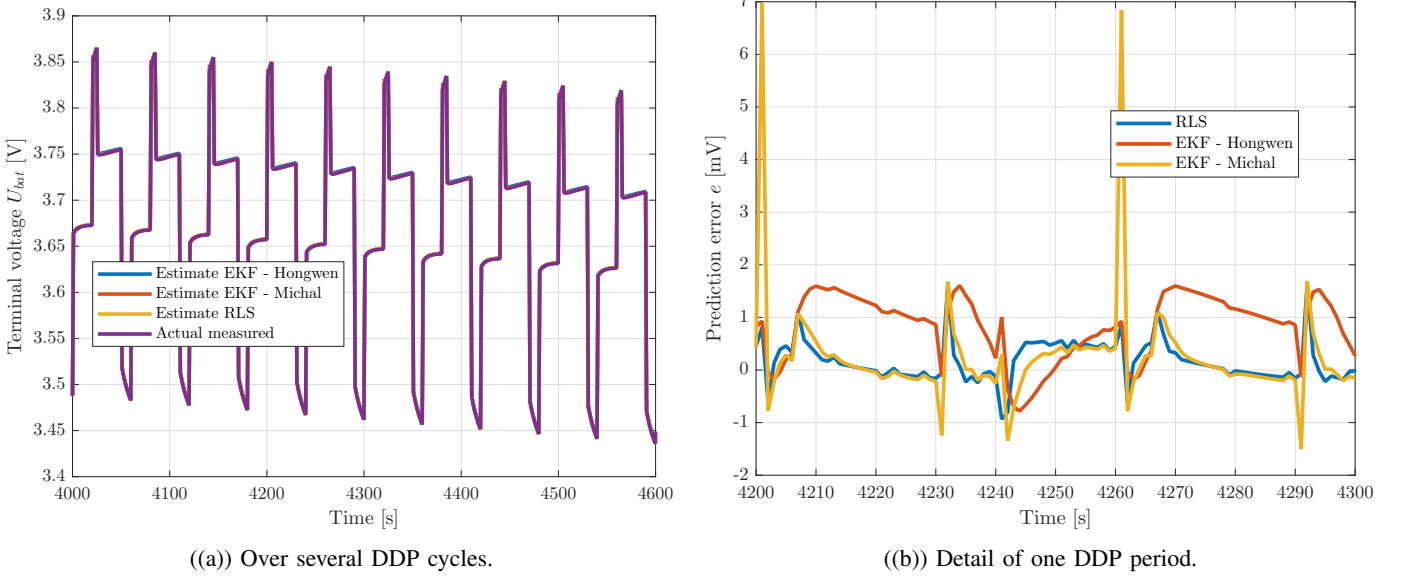 3.9
3.85
3.8
3.75
3.7
3.65
3.6
3.55
3.5
3.45
3.4
Terminal voltage U_bat [V]
Estimate EKF - Hongwen
Estimate EKF - Michal
Estimate RLS
Actual measured
4000 4100 4200 4300 4400 4500 4600
Time [s]
((a)) Over several DDP cycles.
7
6
5
4
3
2
1
0
-1
-2
Prediction error e [mV]
RLS
EKF - Hongwen
EKF - Michal
4200 4210 4220 4230 4240 4250 4260 4270 4280 4290 4300
Time [s]
((b)) Detail of one DDP period.